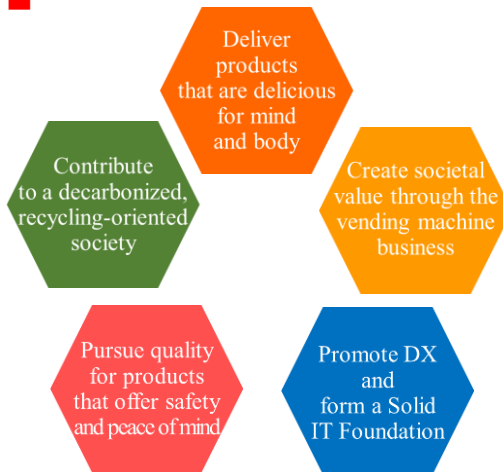 Deliver
products
that are delicious
for mind
and body
Contribute
to a decarbonized,
recycling-oriented
society
Create societal
value through the
vending machine
business
Pursue quality
for products
that offer safety
and peace of mind
Promote DX
and
form a Solid
IT Foundation